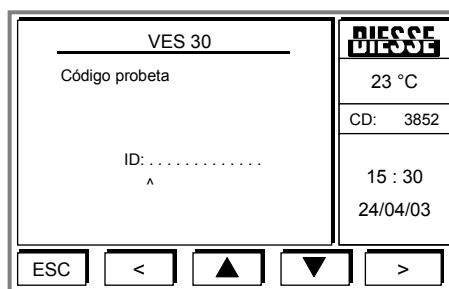 VES 30
Código probeta
ID: . . . . . . . . . . . . .
^
DIESSE
23 °C
CD: 3852
15 : 30
24/04/03
ESC < ▲ ▼ >